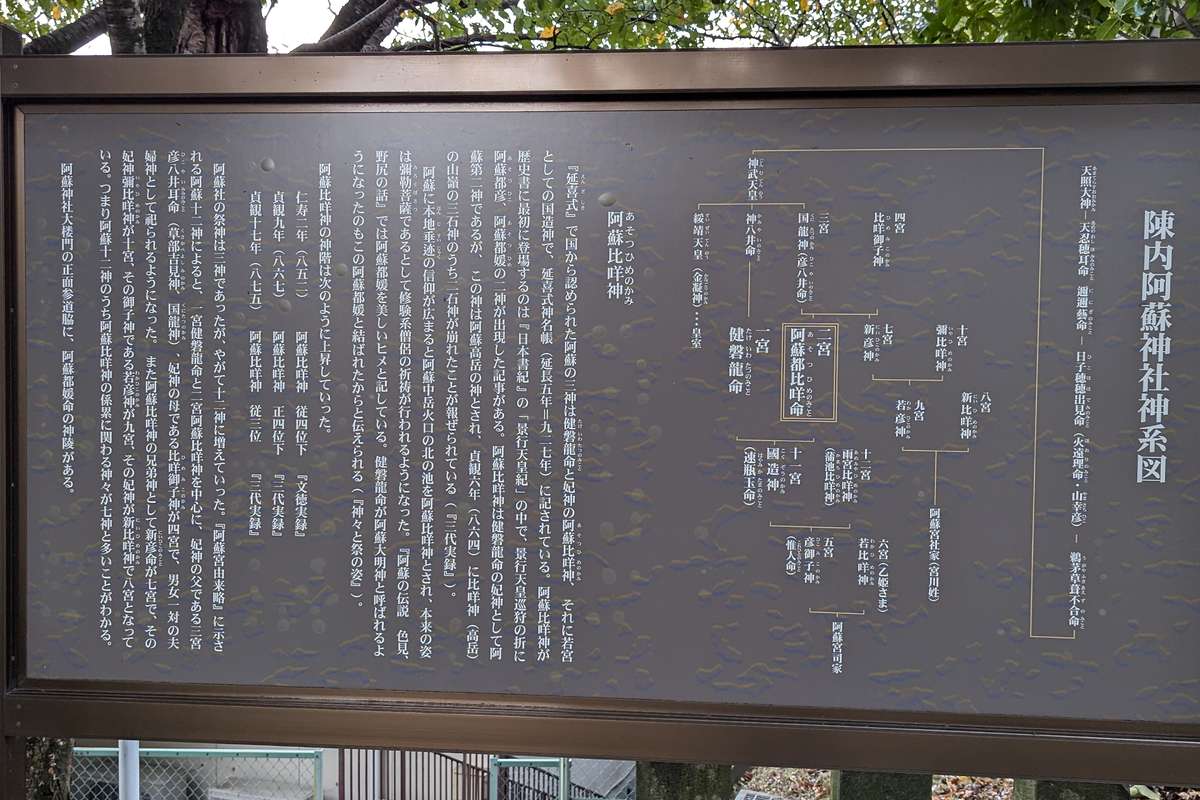 陳内阿蘇神社神系図
天照大神―天忍穂耳命 邇邇藝命―日子穂穂出見命(火遠理命・山幸彦)―鵜茅草葺不合命
神武天皇
四宮
比咩御子神
三宮
国龍神(彦八井命)
神八井命
綏靖天皇(金凝神)…皇室
十宮
彌比咩神
七宮
新彦神
二宮
阿蘇都比咩命
一宮
健磐龍命
八宮
新比咩神
九宮
若彦神
阿蘇宮社家(宮川姓)
十二宮
雨宮比咩神
(蒲池比咩神)
十一宮
國造神
(速瓶玉命)
六宮(乙姫さま)
若比咩神
五宮
彦御子神
(惟人命)
阿蘇宮司家
あそつひめのかみ
阿蘇比咩神
『延喜式』で国から認められた阿蘇の三神は健磐龍命と妃神の阿蘇比咩神、それに若宮
としての国造神で、延喜式神名帳(延長五年=九二七年)に記されている。阿蘇比咩神が
歴史書に最初に登場するのは『日本書紀』の『景行天皇紀」の中で、景行天皇巡狩の折に
阿蘇都彦、阿蘇都媛の二神が出現した記事がある。阿蘇比咩神は健磐龍命の妃神として阿
蘇第二神であるが、この神は阿蘇高岳の神とされ、貞観六年(八六四)に比咩神(高岳)
の山嶺の三石神のうち二石神が崩れたことが報ぜられている(『三代実録』)。
阿蘇に本地垂迹の信仰が広まると阿蘇中岳火口の北の池を阿蘇比咩神とされ、本来の姿
は彌勒菩薩であるとして修験系僧侶の祈祷が行われるようになった。『阿蘇の伝説 色見、
野尻の話』では阿蘇都媛を美しいヒメと記している。健磐龍命が阿蘇大明神と呼ばれるよ
うになったのもこの阿蘇都媛と結ばれたからと伝えられる(『神々と祭の姿』)。
阿蘇比咩神の神階は次のように上昇していった。
仁寿二年(八五二) 阿蘇比咩神 従四位下 『文徳実録』
貞観九年(八六七) 阿蘇比咩神 正四位下 『三代実録』
貞観十七年(八七五) 阿蘇比咩神 従三位 『三代実録』
阿蘇社の祭神は三神であったが、やがて十二神に増えていった。『阿蘇宮由来略』に示さ
れる阿蘇十二神によると、一宮健磐龍命と二宮阿蘇比咩神を中心に、妃神の父である三宮
彦八井耳命(草部吉見神、国龍神)、妃神の母である比咩御子神が四宮で、男女一対の夫
婦神として祀られるようになった。また阿蘇比咩神の兄弟神として新彦命が七宮で、その
妃神彌比咩神が十宮、その御子神である若彦神が九宮、その妃神が新比咩神で八宮となって
いる。つまり阿蘇十二神のうち阿蘇比咩神の係累に関わる神々が七神と多いことがわかる。
阿蘇神社大楼門の正面参道脇に、阿蘇都媛命の神陵がある。